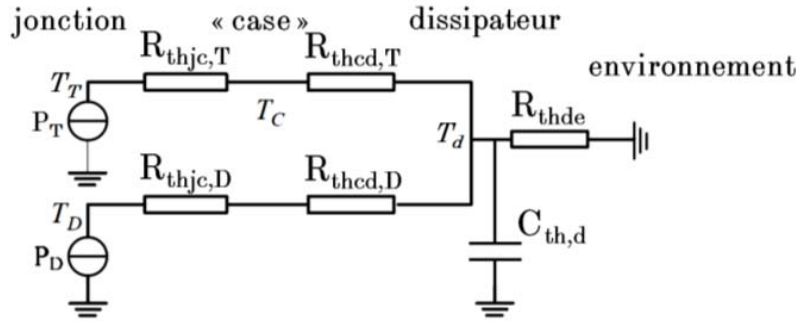 jonction « case » dissipateur
environnement
R_thjc,T R_thcd,T
T_T
P_T
T_C
T_d
R_thde
R_thjc,D R_thcd,D
T_D
P_D
C_th,d